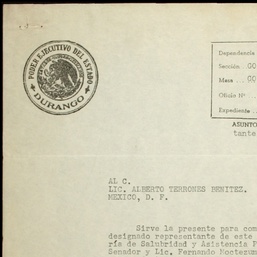 PODER EJECUTIVO DEL ESTADO
DURANGO
Dependencia
Sección 00
Mesa .. 00
Oficio Nº
Expediente
ASUNTO
tante
AL C.
LIC. ALBERTO TERRONES BENITEZ.
MEXICO, D. F.
Sirve la presente para com
designado representante de este
ría de Salubridad y Asistencia P
Senador y Lic. Fernando Moctezum